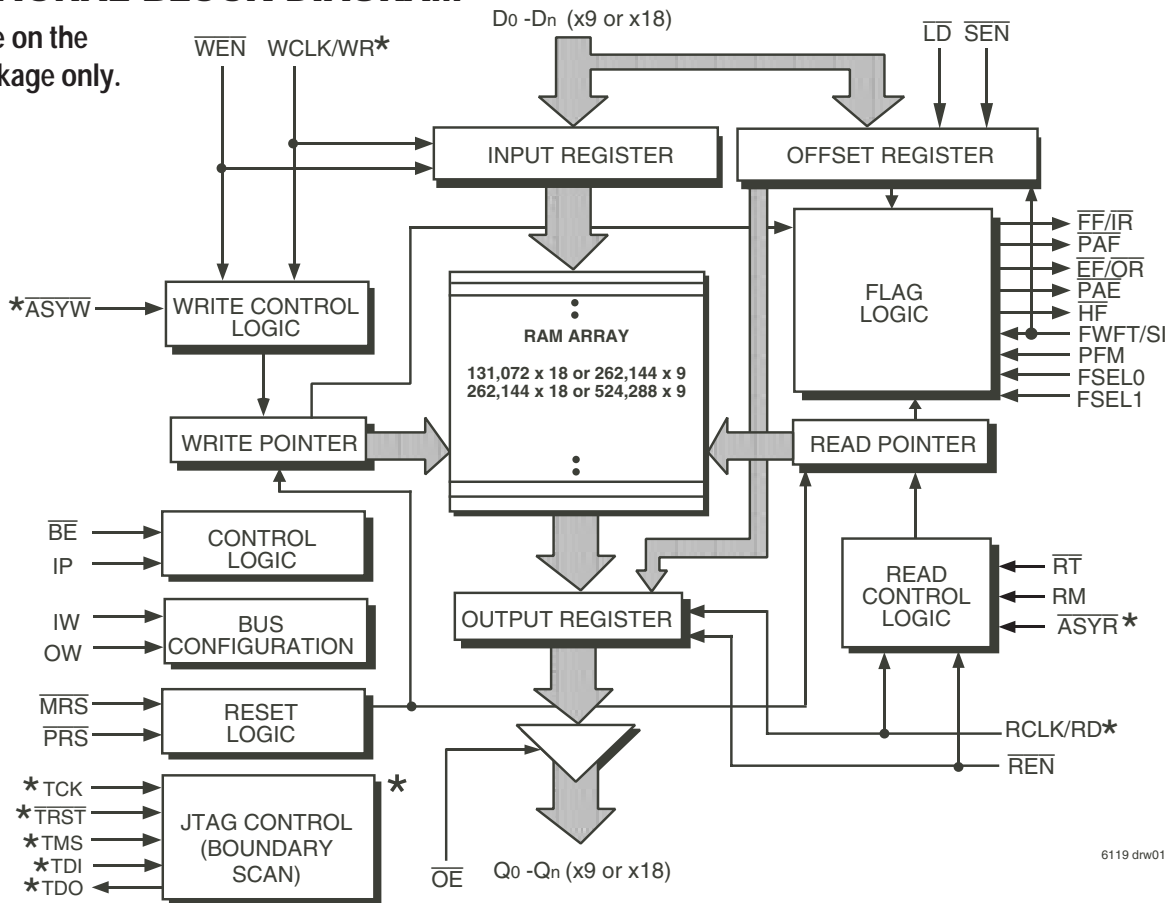 e on the
kage only.
WEN
WCLK/WR*
D0 -Dn (x9 or x18)
LD
SEN
INPUT REGISTER
OFFSET REGISTER
*ASYW
WRITE CONTROL
LOGIC
RAM ARRAY
131,072 x 18 or 262,144 x 9
262,144 x 18 or 524,288 x 9
FLAG
LOGIC
FF/IR
PAF
EF/OR
PAE
HF
FWFT/SI
PFM
FSEL0
FSEL1
WRITE POINTER
READ POINTER
BE
IP
CONTROL
LOGIC
READ
CONTROL
LOGIC
RT
RM
ASYR*
IW
OW
BUS
CONFIGURATION
OUTPUT REGISTER
MRS
PRS
RESET
LOGIC
RCLK/RD*
REN
*TCK
*TRST
*TMS
*TDI
*TDO
JTAG CONTROL
(BOUNDARY
SCAN)
*
OE
Q0 -Qn (x9 or x18)
6119 drw01